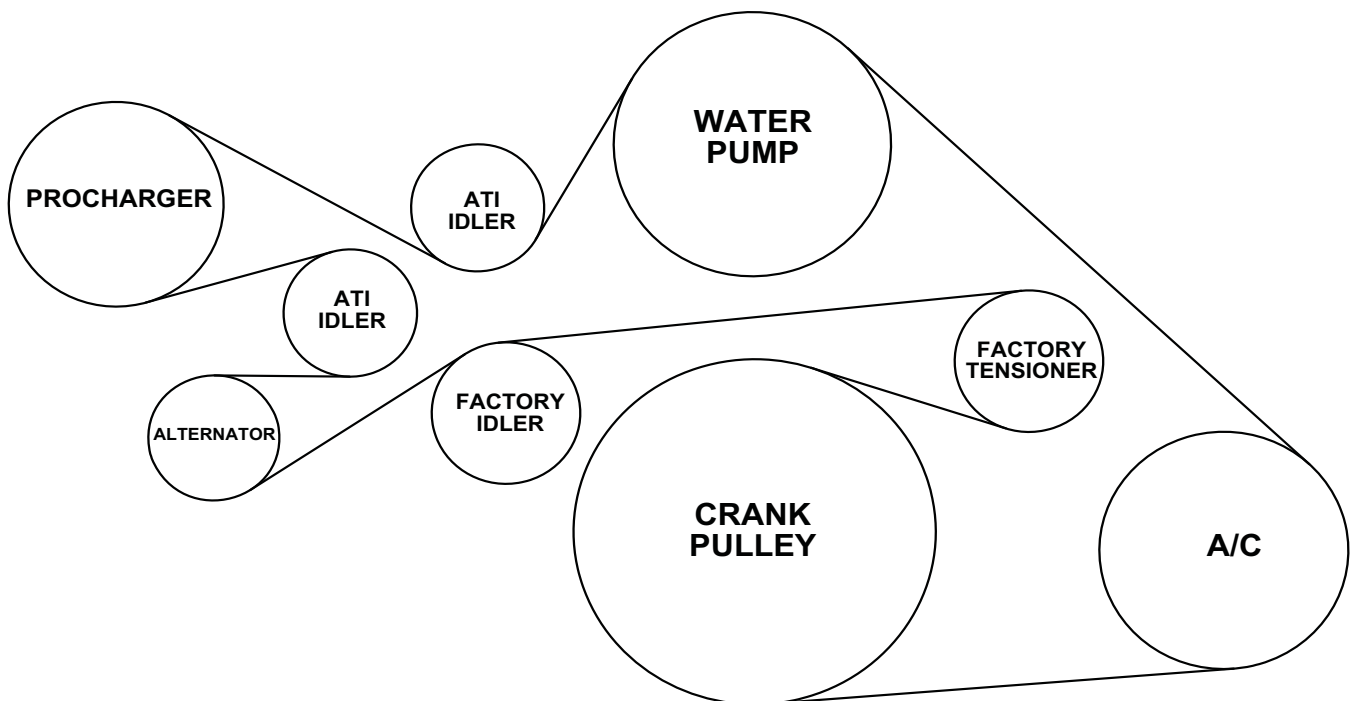 WATER
PUMP
PROCHARGER
ATI
IDLER
ATI
IDLER
FACTORY
TENSIONER
FACTORY
IDLER
ALTERNATOR
CRANK
PULLEY
A/C